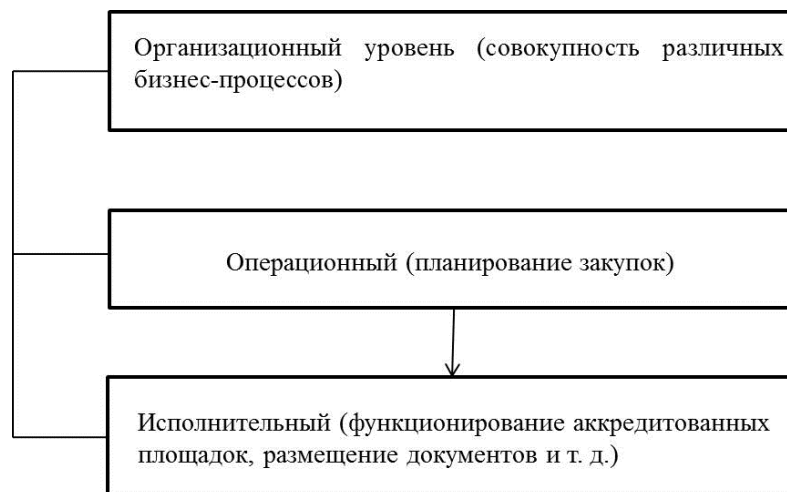 Организационный уровень (совокупность различных
бизнес-процессов)
Операционный (планирование закупок)
Исполнительный (функционирование аккредитованных
площадок, размещение документов и т. д.)